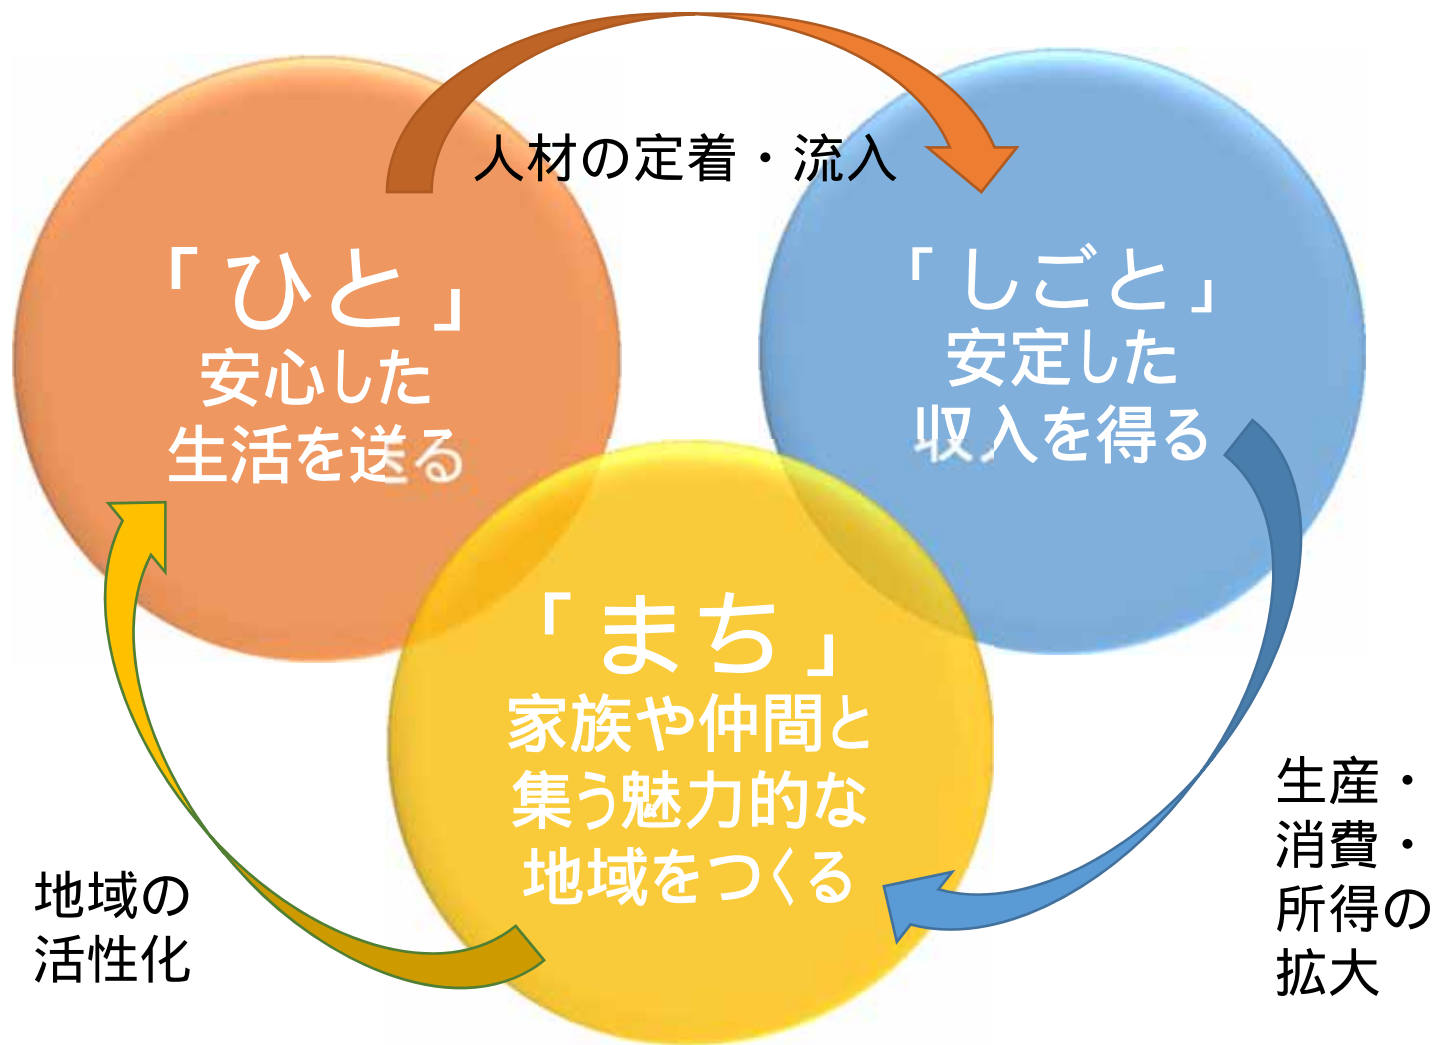 人材の定着・流入
「ひと」
安心した
生活を送る
「しごと」
安定した
収入を得る
「まち」
家族や仲間と
集う魅力的な
地域をつくる
生産・
消費・
所得の
拡大
地域の
活性化